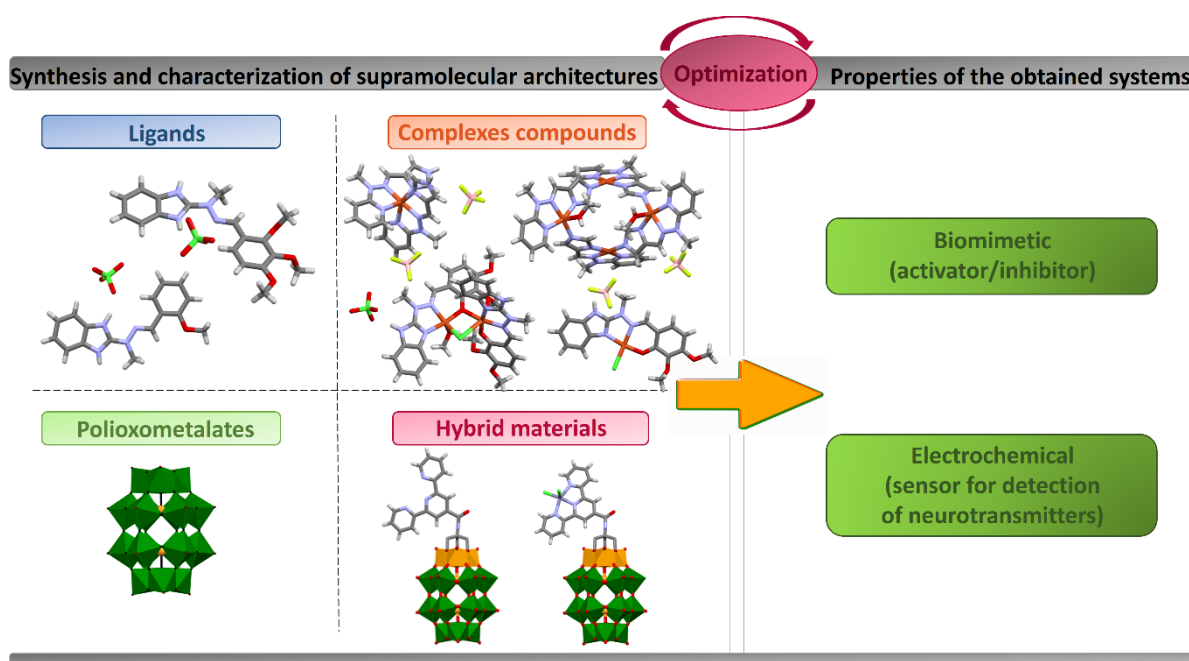 Synthesis and characterization of supramolecular architectures
Optimization
Properties of the obtained systems
Ligands
Complexes compounds
Biomimetic
(activator/inhibitor)
Polioxometalates
Hybrid materials
Electrochemical
(sensor for detection
of neurotransmitters)